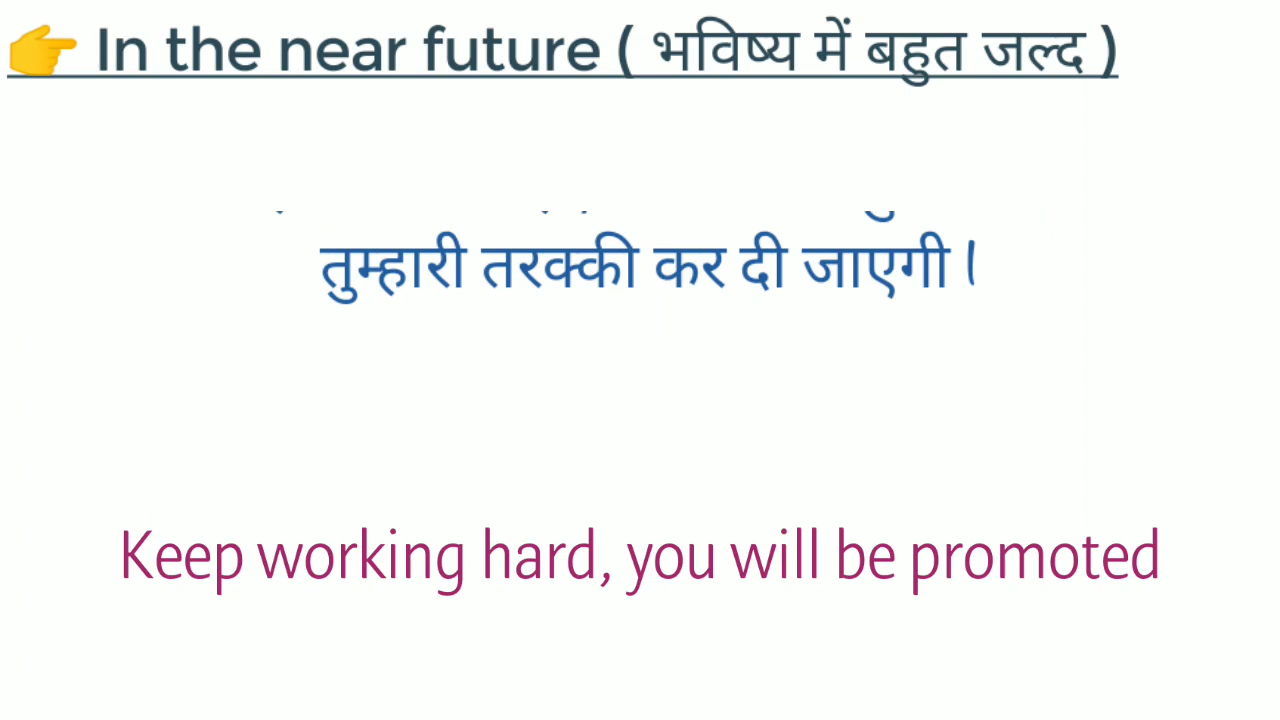 👉 In the near future ( भविष्य में बहुत जल्द )
तुम्हारी तरक्की कर दी जाएगी ।
Keep working hard, you will be promoted